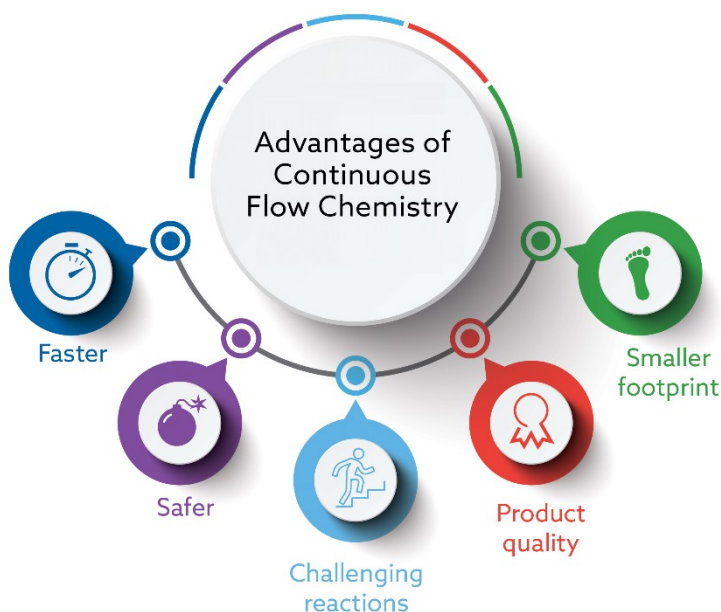 Advantages of
Continuous
Flow Chemistry
Faster
Safer
Challenging
reactions
Product
quality
Smaller
footprint